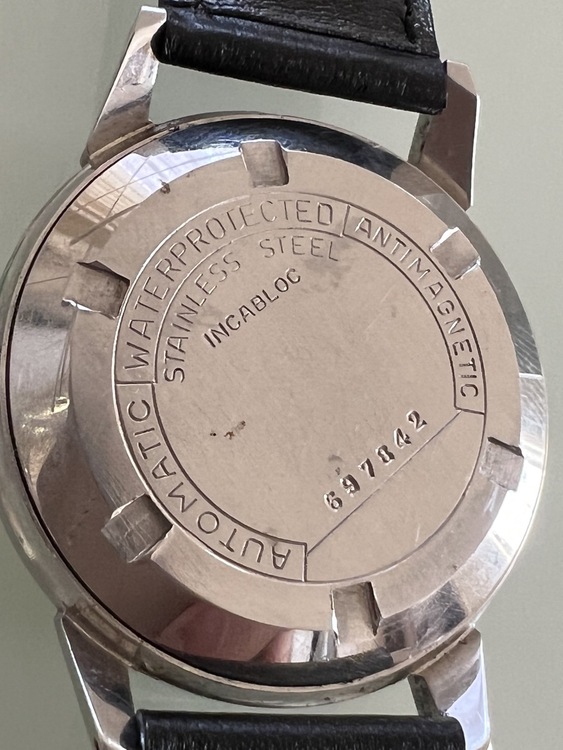 AUTOMATIC
WATERPROTECTED
ANTIMAGNETIC
STAINLESS STEEL
INCABLOC
697842